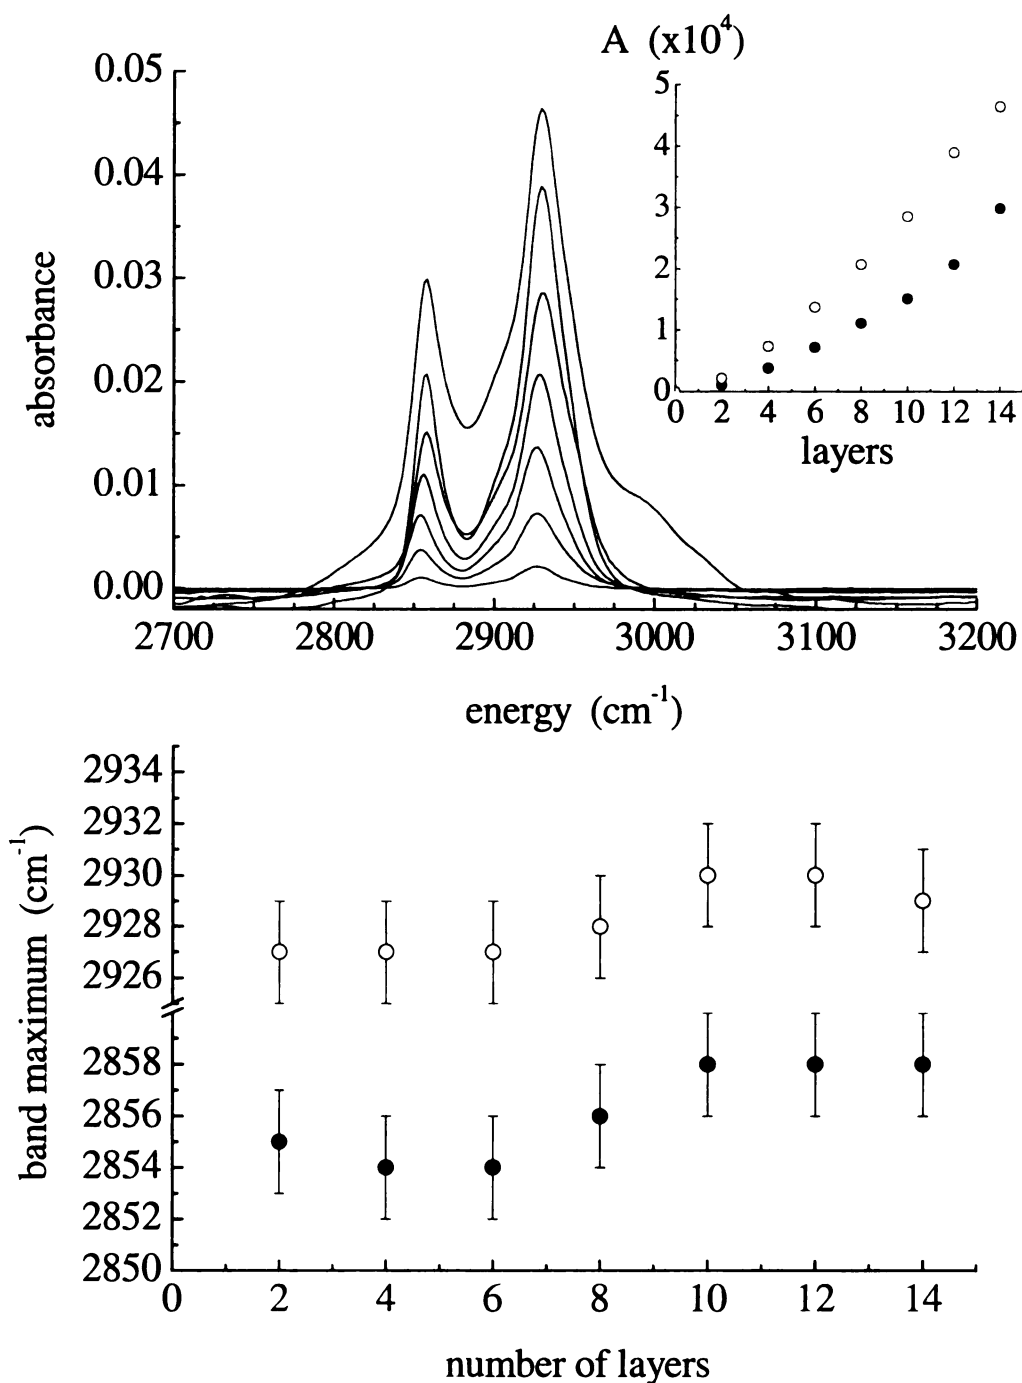 A (x10⁴)
0.05
0.04
0.03
0.02
0.01
0.00
absorbance
5
4
3
2
1
0
0 2 4 6 8 10 12 14
layers
2700 2800 2900 3000 3100 3200
energy (cm⁻¹)
2934
2932
2930
2928
2926
2858
2856
2854
2852
2850
band maximum (cm⁻¹)
0 2 4 6 8 10 12 14
number of layers